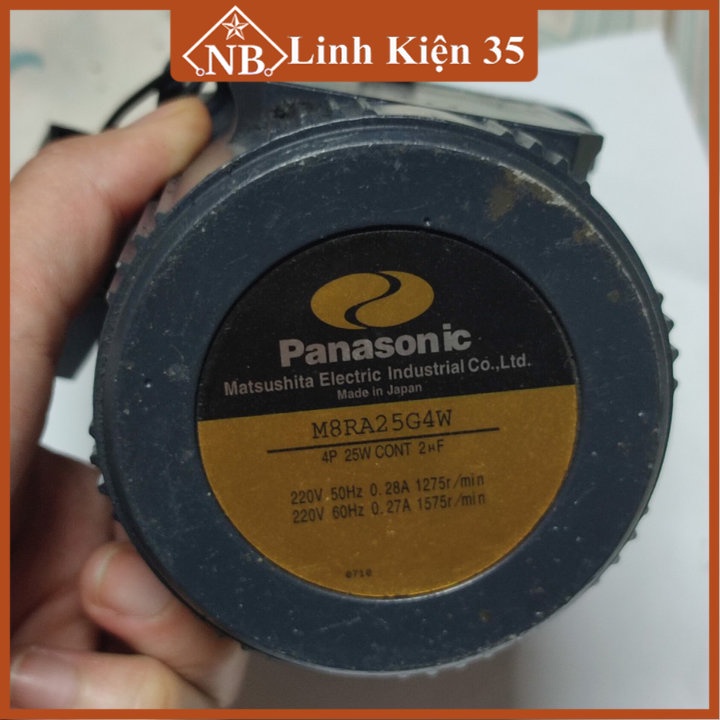 NB Linh Kiện 35
Panasonic
Matsushita Electric Industrial Co.,Ltd.
Made in Japan
M8RA25G4W
4P 25W CONT 2μF
220V 50Hz 0.28A 1275r/min
220V 60Hz 0.27A 1575r/min
0710